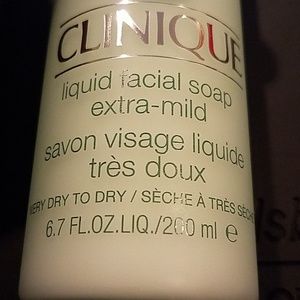 CLINIQUE
liquid facial soap
extra-mild
savon visage liquide
très doux
VERY DRY TO DRY / SÈCHE À TRÈS SÈCHE
6.7 FL.OZ.LIQ./200 ml e